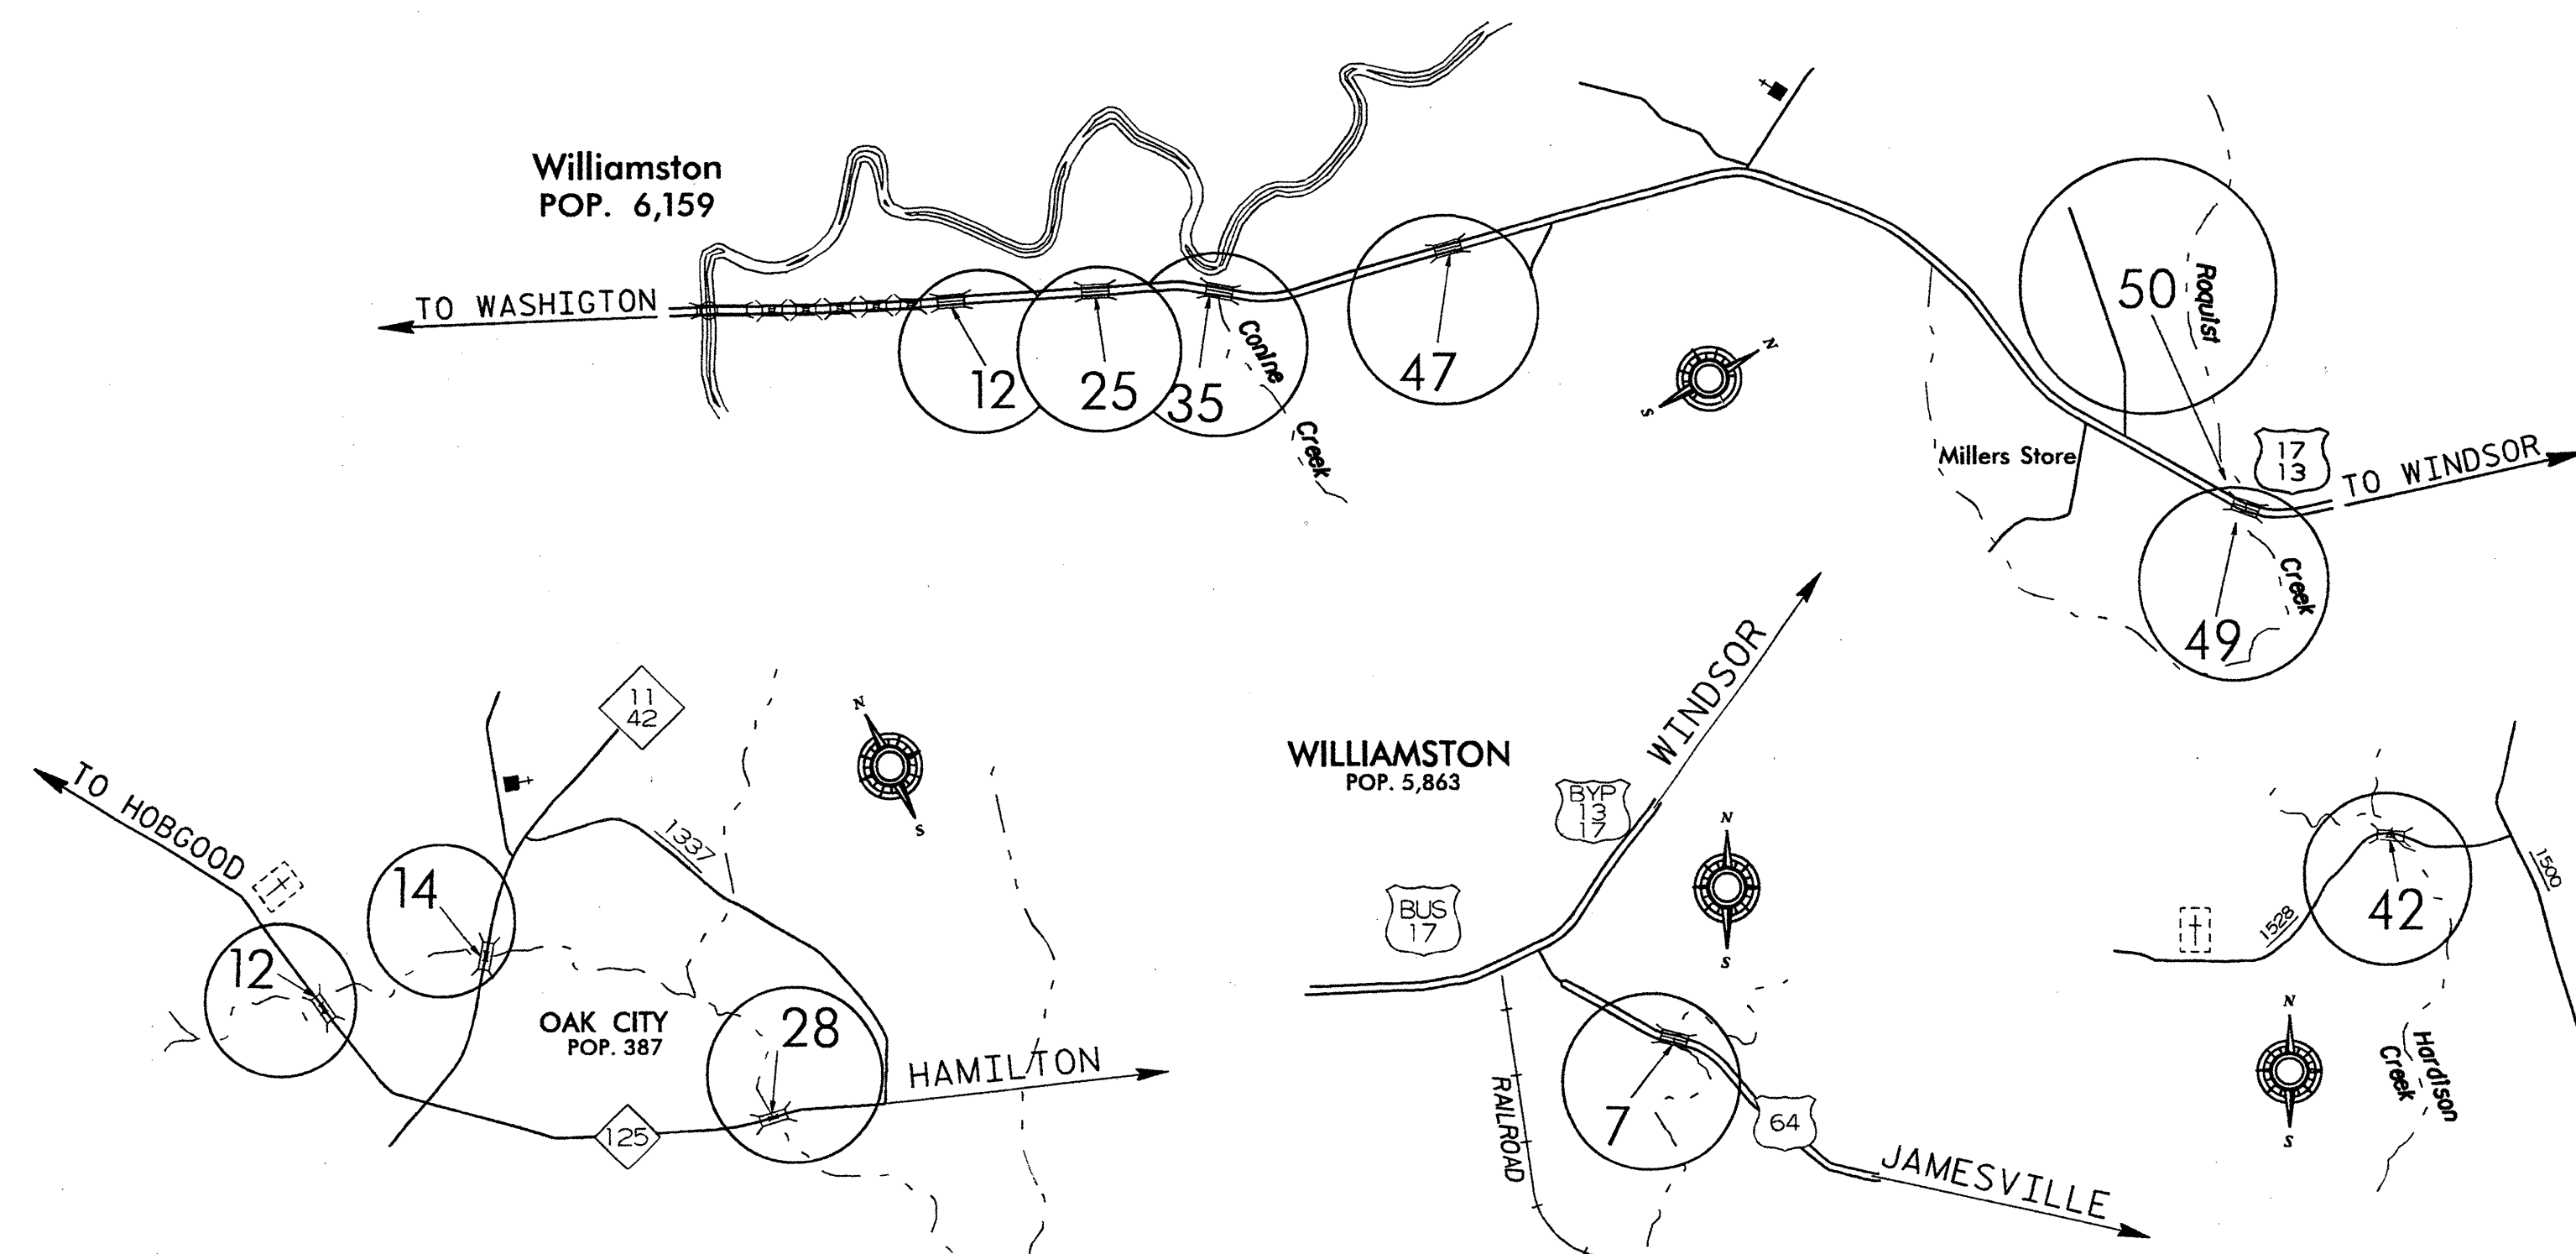 Williamston
POP. 6,159
TO WASHIGTON
12
25
35
47
Conine
Creek
N
S
50
Roquist
Millers Store
17
13
TO WINDSOR
49
Creek
11
42
N
S
TO HOBGOOD
1337
14
12
OAK CITY
POP. 387
28
HAMILTON
125
WILLIAMSTON
POP. 5,863
WINDSOR
BYP
13
17
BUS
17
N
S
7
RAILROAD
64
JAMESVILLE
1500
42
1528
N
S
Hardison
Creek